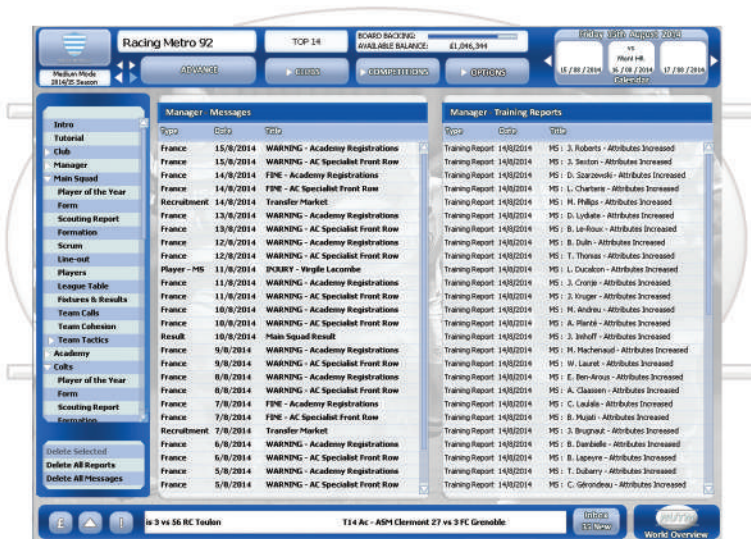 Racing Metro 92
TOP 14
BOARD BACKING:
AVAILABLE BALANCE: £1,046,344
Friday 15th August 2014
vs
15/08/2014 16/08/2014 17/08/2014
Calendar
Medium Mode
2014/15 Season
ADVANCE
CLUBS
COMPETITIONS
OPTIONS
Intro
Tutorial
Club
Manager
Main Squad
Player of the Year
Form
Scouting Report
Formation
Scrum
Line-out
Players
League Table
Fixtures & Results
Team Calls
Team Cohesion
Team Tactics
Academy
Colts
Player of the Year
Form
Scouting Report
Formation
Delete Selected
Delete All Reports
Delete All Messages
Manager Messages
Type Date Title
France 15/8/2014 WARNING - Academy Registrations
France 15/8/2014 WARNING - AC Specialist Front Row
France 14/8/2014 FINE - Academy Registrations
France 14/8/2014 FINE - AC Specialist Front Row
Recruitment 14/8/2014 Transfer Market
France 13/8/2014 WARNING - Academy Registrations
France 13/8/2014 WARNING - AC Specialist Front Row
France 12/8/2014 WARNING - Academy Registrations
France 12/8/2014 WARNING - AC Specialist Front Row
Player - MS 11/8/2014 INJURY - Virgile Lacombe
France 11/8/2014 WARNING - Academy Registrations
France 11/8/2014 WARNING - AC Specialist Front Row
France 10/8/2014 WARNING - Academy Registrations
France 10/8/2014 WARNING - AC Specialist Front Row
Result 10/8/2014 Main Squad Result
France 9/8/2014 WARNING - Academy Registrations
France 9/8/2014 WARNING - AC Specialist Front Row
France 8/8/2014 WARNING - Academy Registrations
France 8/8/2014 WARNING - AC Specialist Front Row
France 7/8/2014 FINE - Academy Registrations
France 7/8/2014 FINE - AC Specialist Front Row
Recruitment 7/8/2014 Transfer Market
France 6/8/2014 WARNING - Academy Registrations
France 6/8/2014 WARNING - AC Specialist Front Row
France 5/8/2014 WARNING - Academy Registrations
France 5/8/2014 WARNING - AC Specialist Front Row
Manager Training Reports
Type Date Title
Training Report 14/8/2014 MS : J. Roberts - Attributes Increased
Training Report 14/8/2014 MS : J. Sexton - Attributes Increased
Training Report 14/8/2014 MS : D. Szarzewski - Attributes Increased
Training Report 14/8/2014 MS : L. Charteris - Attributes Increased
Training Report 14/8/2014 MS : M. Phillips - Attributes Increased
Training Report 14/8/2014 MS : D. Lydiate - Attributes Increased
Training Report 14/8/2014 MS : B. Le-Roux - Attributes Increased
Training Report 14/8/2014 MS : B. Dulin - Attributes Increased
Training Report 14/8/2014 MS : T. Thomas - Attributes Increased
Training Report 14/8/2014 MS : L. Ducalcon - Attributes Increased
Training Report 14/8/2014 MS : J. Cronje - Attributes Increased
Training Report 14/8/2014 MS : J. Kruger - Attributes Increased
Training Report 14/8/2014 MS : M. Andreu - Attributes Increased
Training Report 14/8/2014 MS : A. Planté - Attributes Increased
Training Report 14/8/2014 MS : J. Imhoff - Attributes Increased
Training Report 14/8/2014 MS : M. Machenaud - Attributes Increased
Training Report 14/8/2014 MS : W. Lauret - Attributes Increased
Training Report 14/8/2014 MS : E. Ben-Arous - Attributes Increased
Training Report 14/8/2014 MS : A. Claassen - Attributes Increased
Training Report 14/8/2014 MS : C. Laulala - Attributes Increased
Training Report 14/8/2014 MS : B. Mujati - Attributes Increased
Training Report 14/8/2014 MS : J. Brugnaut - Attributes Increased
Training Report 14/8/2014 MS : B. Dambielle - Attributes Increased
Training Report 14/8/2014 MS : B. Lapeyre - Attributes Increased
Training Report 14/8/2014 MS : T. Dubarry - Attributes Increased
Training Report 14/8/2014 MS : C. Gérondeau - Attributes Increased
£
!
is 3 vs 56 RC Toulon
T14 Ac - ASM Clermont 27 vs 3 FC Grenoble
Inbox
15 New
World Overview